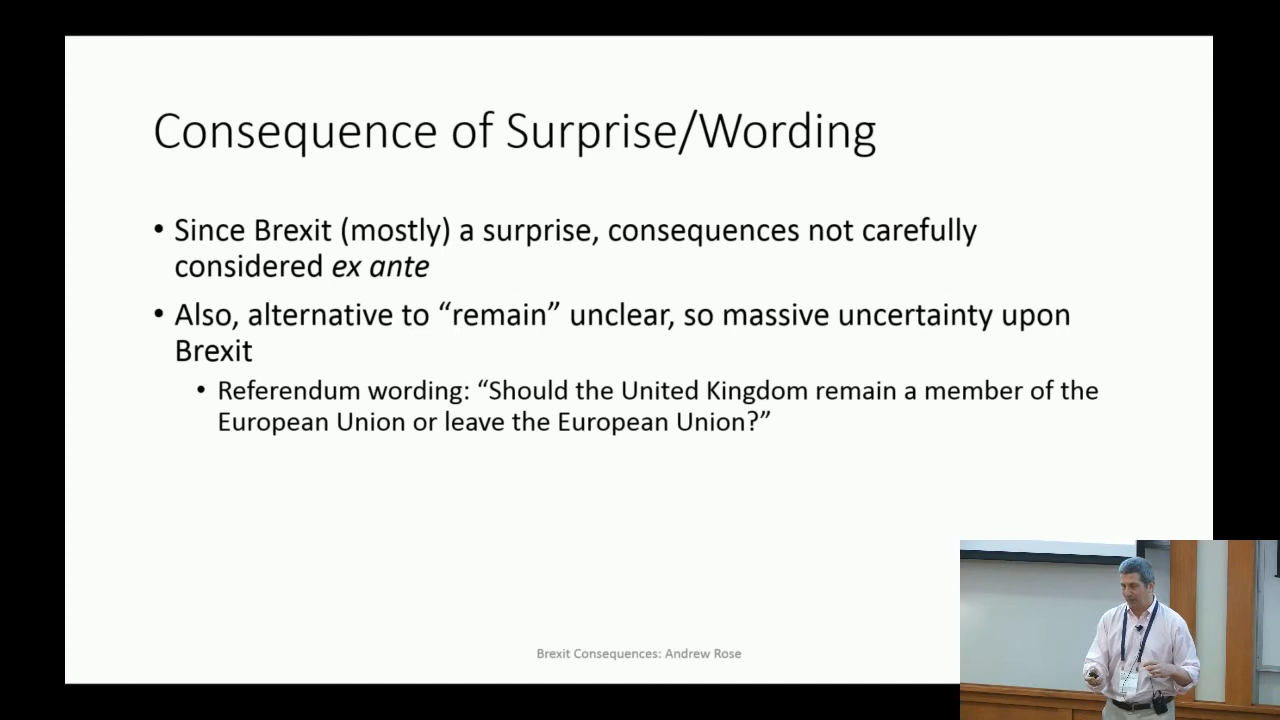 Consequence of Surprise/Wording
• Since Brexit (mostly) a surprise, consequences not carefully
considered ex ante
• Also, alternative to “remain” unclear, so massive uncertainty upon
Brexit
• Referendum wording: “Should the United Kingdom remain a member of the
European Union or leave the European Union?”
Brexit Consequences: Andrew Rose